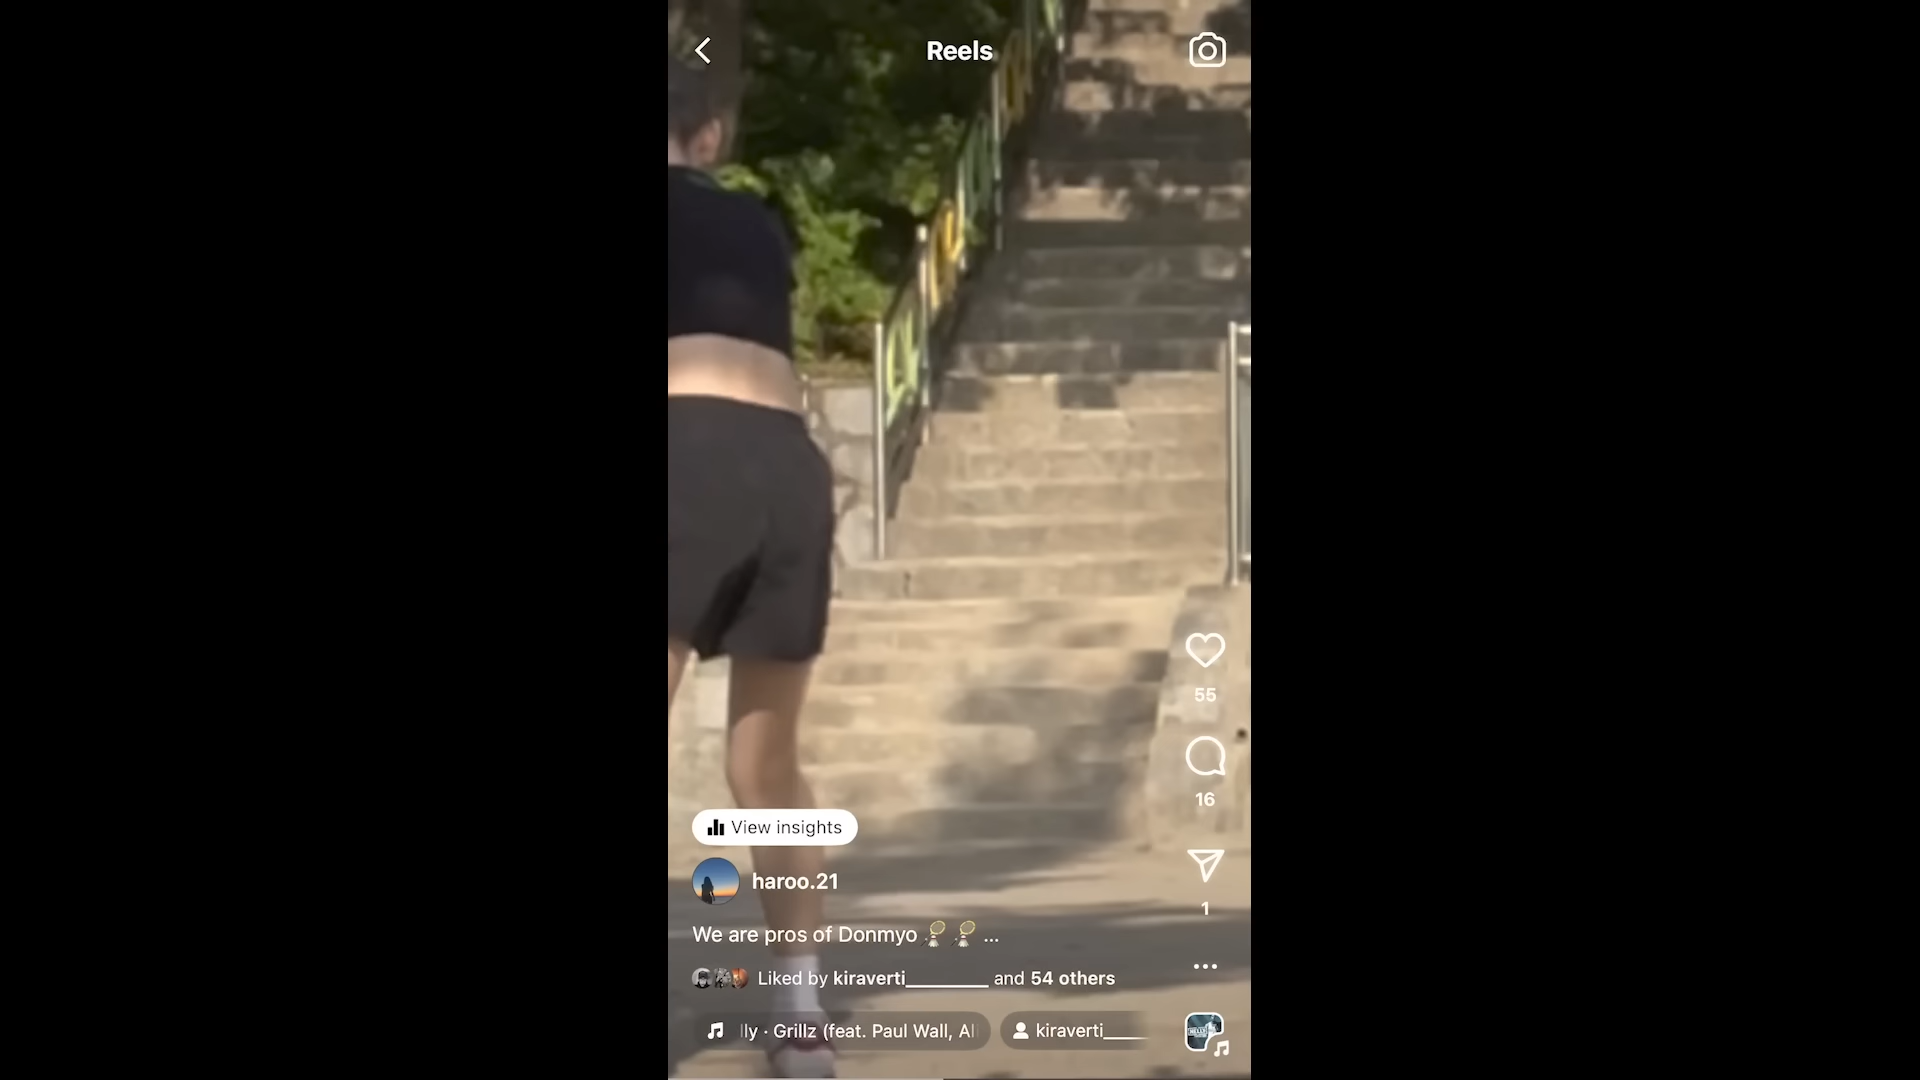 Reels
55
16
View insights
haroo.21
1
We are pros of Donmyo 🏸 🏸 ...
Liked by kiraverti________ and 54 others
lly · Grillz (feat. Paul Wall, Al
kiraverti____